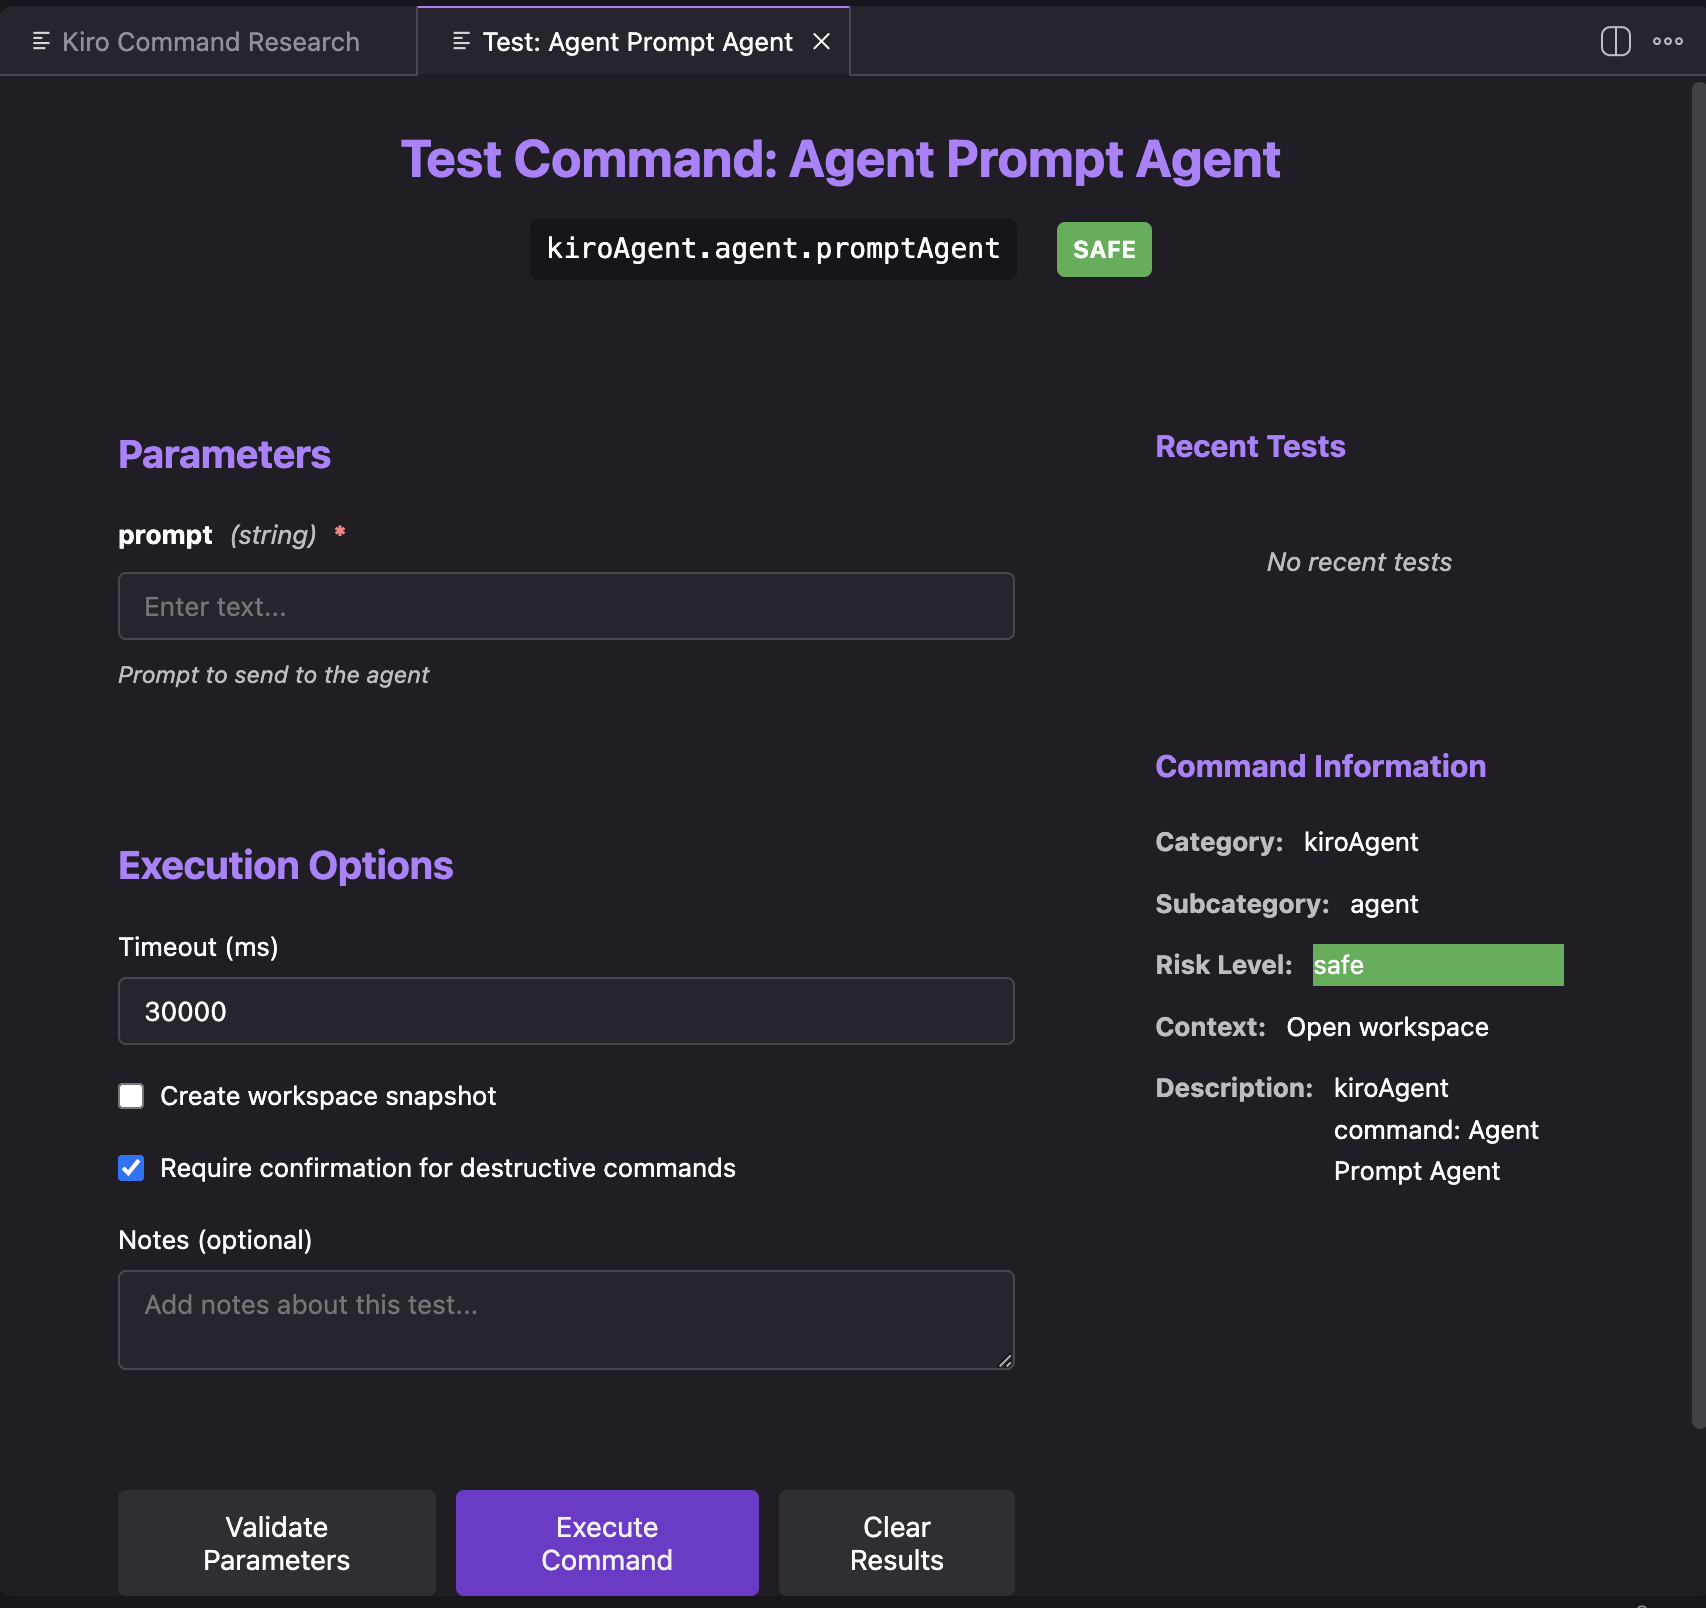 Kiro Command Research
Test: Agent Prompt Agent
Test Command: Agent Prompt Agent
kiroAgent.agent.promptAgent
SAFE
Parameters
prompt (string) *
Enter text...
Prompt to send to the agent
Execution Options
Timeout (ms)
30000
Create workspace snapshot
Require confirmation for destructive commands
Notes (optional)
Add notes about this test...
Validate
Parameters
Execute
Command
Clear
Results
Recent Tests
No recent tests
Command Information
Category: kiroAgent
Subcategory: agent
Risk Level: safe
Context: Open workspace
Description: kiroAgent
command: Agent
Prompt Agent